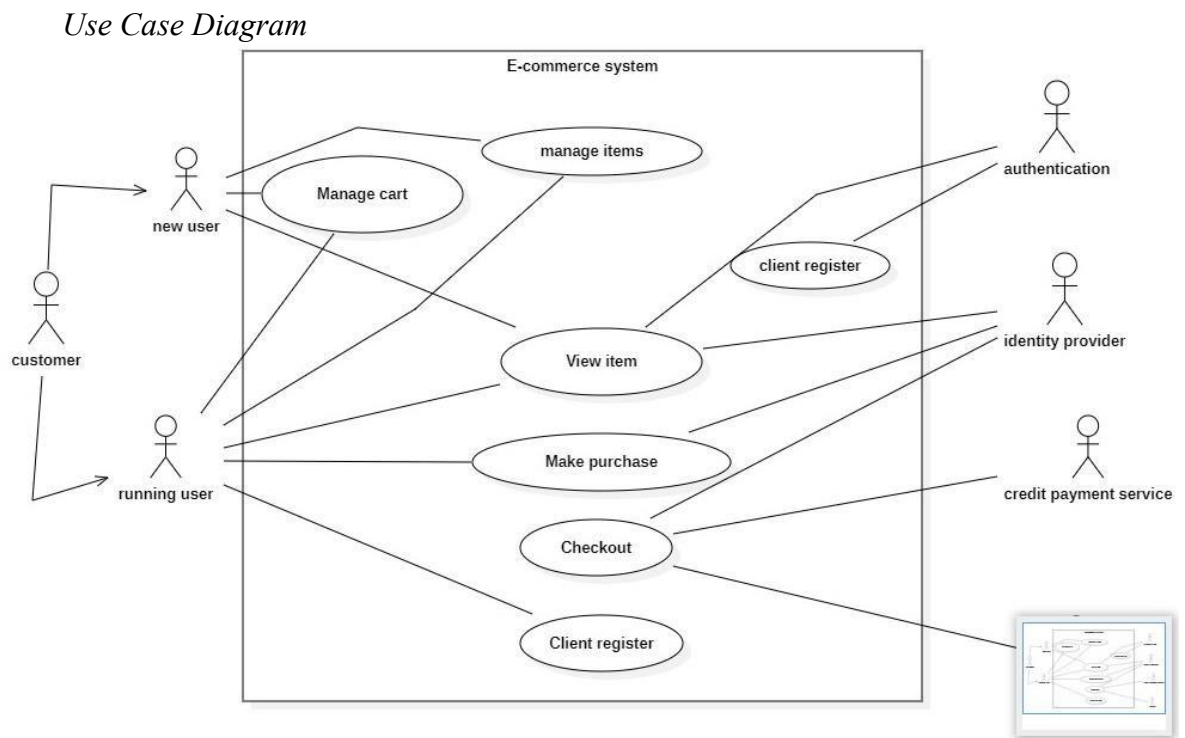 Use Case Diagram
E-commerce system
manage items
Manage cart
authentication
new user
client register
identity provider
customer
View item
Make purchase
running user
credit payment service
Checkout
Client register